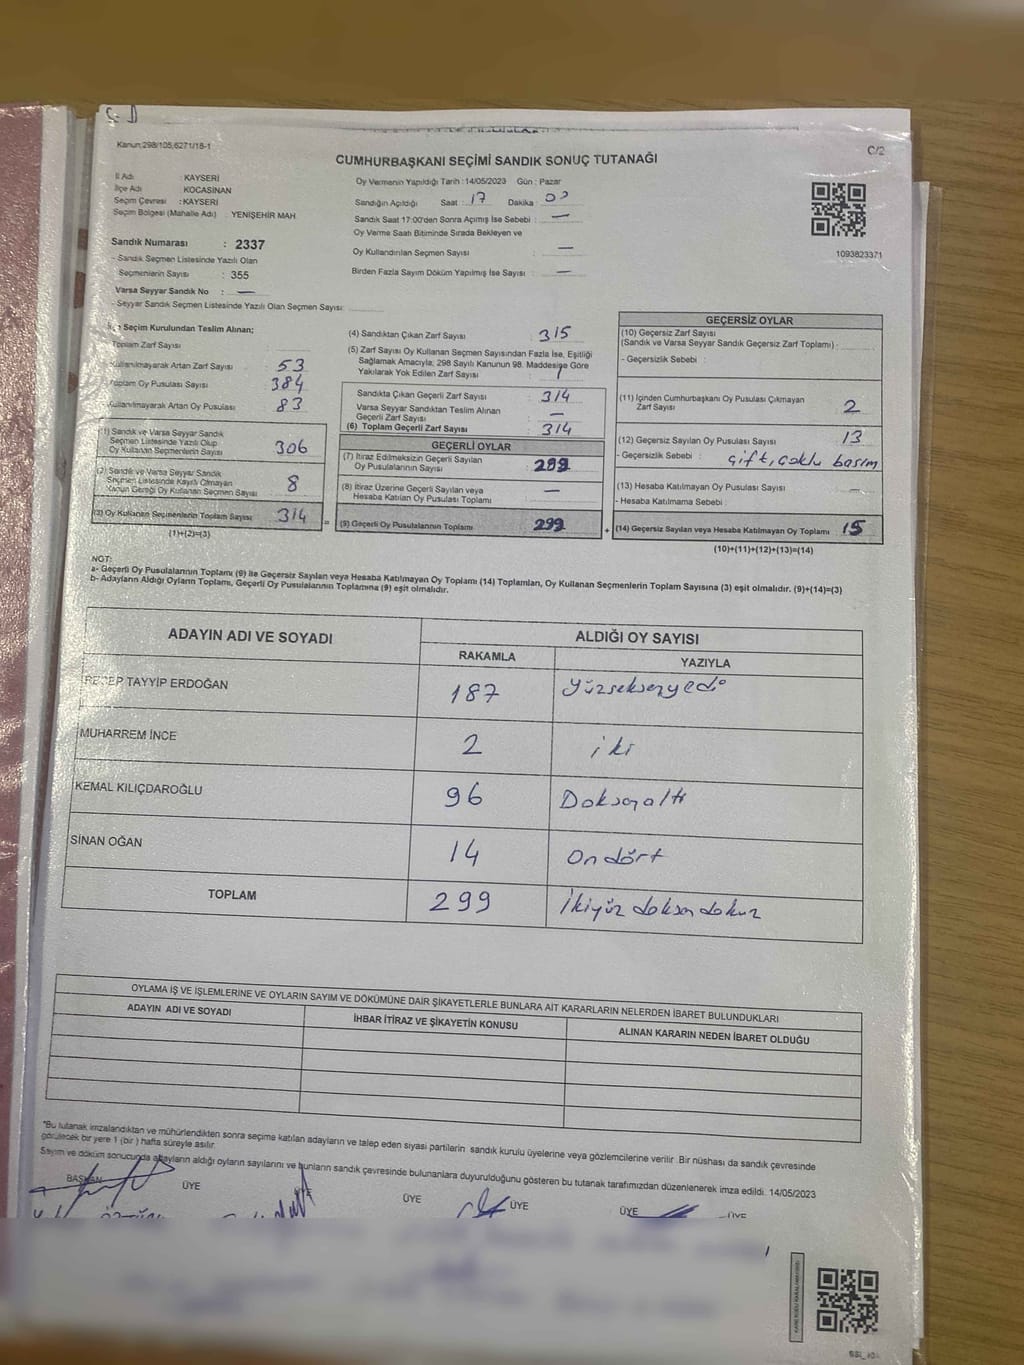 Kanun:298/105,6271/18-1
C/2
CUMHURBAŞKANI SEÇİMİ SANDIK SONUÇ TUTANAĞI
İl Adı : KAYSERİ
İlçe Adı : KOCASİNAN
Seçim Çevresi : KAYSERİ
Seçim Bölgesi (Mahalle Adı) : YENİŞEHİR MAH
Sandık Numarası : 2337
- Sandık Seçmen Listesinde Yazılı Olan
Seçmenlerin Sayısı : 355
Varsa Seyyar Sandık No : —
- Seyyar Sandık Seçmen Listesinde Yazılı Olan Seçmen Sayısı:
Oy Vermenin Yapıldığı Tarih :14/05/2023 Gün : Pazar
Sandığın Açıldığı Saat : 17 Dakika :
Sandık Saat 17:00'den Sonra Açımış İse Sebebi : —
Oy Verme Saati Bitiminde Sırada Bekleyen ve
Oy Kullandırılan Seçmen Sayısı : —
Birden Fazla Sayım Döküm Yapılmış İse Sayısı : —
1093823371
Seçim Kurulundan Teslim Alınan;
Toplam Zarf Sayısı :
Kullanılmayarak Artan Zarf Sayısı : 53
Toplam Oy Pusulası Sayısı : 384
Kullanılmayarak Artan Oy Pusulası : 83
(1) Sandık ve Varsa Seyyar Sandık
Seçmen Listesinde Yazılı Olup
Oy Kullanan Seçmenlerin Sayısı 306
(2) Sandık ve Varsa Seyyar Sandık
Seçmen Listesinde Kayıtlı Olmayan
Kanun Gereği Oy Kullanan Seçmen Sayısı 8
(3) Oy Kullanan Seçmenlerin Toplam Sayısı 314
(1)+(2)=(3)
(4) Sandıktan Çıkan Zarf Sayısı : 315
(5) Zarf Sayısı Oy Kullanan Seçmen Sayısından Fazla İse, Eşitliği
Sağlamak Amacıyla; 298 Sayılı Kanunun 98. Maddesine Göre
Yakılarak Yok Edilen Zarf Sayısı : 1
Sandıkta Çıkan Geçerli Zarf Sayısı : 314
Varsa Seyyar Sandıktan Teslim Alınan
Geçerli Zarf Sayısı : —
(6) Toplam Geçerli Zarf Sayısı : 314
GEÇERLİ OYLAR
(7) İtiraz Edilmeksizin Geçerli Sayılan
Oy Pusulalarının Sayısı : 299
(8) İtiraz Üzerine Geçerli Sayılan veya
Hesaba Katılan Oy Pusulası Toplamı —
= (9) Geçerli Oy Pusulalarının Toplamı 299
GEÇERSİZ OYLAR
(10) Geçersiz Zarf Sayısı
(Sandık ve Varsa Seyyar Sandık Geçersiz Zarf Toplamı) :
- Geçersizlik Sebebi :
(11) İçinden Cumhurbaşkanı Oy Pusulası Çıkmayan
Zarf Sayısı 2
(12) Geçersiz Sayılan Oy Pusulası Sayısı : 13
- Geçersizlik Sebebi : çift, çoklu basım
(13) Hesaba Katılmayan Oy Pusulası Sayısı : —
- Hesaba Katılmama Sebebi :
+ (14) Geçersiz Sayılan veya Hesaba Katılmayan Oy Toplamı 15
(10)+(11)+(12)+(13)=(14)
NOT:
a- Geçerli Oy Pusulalarının Toplamı (9) ile Geçersiz Sayılan veya Hesaba Katılmayan Oy Toplamı (14) Toplamları, Oy Kullanan Seçmenlerin Toplam Sayısına (3) eşit olmalıdır. (9)+(14)=(3)
b- Adayların Aldığı Oyların Toplamı, Geçerli Oy Pusulalarının Toplamına (9) eşit olmalıdır.
ADAYIN ADI VE SOYADI ALDIĞI OY SAYISI
RAKAMLA YAZIYLA
RECEP TAYYİP ERDOĞAN 187 Yüzseksenyedi
MUHARREM İNCE 2 iki
KEMAL KILIÇDAROĞLU 96 Doksanaltı
SİNAN OĞAN 14 Ondört
TOPLAM 299 İkiyüz doksan dokuz
OYLAMA İŞ VE İŞLEMLERİNE VE OYLARIN SAYIM VE DÖKÜMÜNE DAİR ŞİKAYETLERLE BUNLARA AİT KARARLARIN NELERDEN İBARET BULUNDUKLARI
ADAYIN ADI VE SOYADI İHBAR İTİRAZ VE ŞİKAYETİN KONUSU ALINAN KARARIN NEDEN İBARET OLDUĞU
"Bu tutanak imzalandıktan ve mühürlendikten sonra seçime katılan adayların ve talep eden siyasi partilerin sandık kurulu üyelerine veya gözlemcilerine verilir. Bir nüshası da sandık çevresinde
görülecek bir yere 1 (bir ) hafta süreyle asılır.
Sayım ve döküm sonucunda adayların aldığı oyların sayılarını ve bunların sandık çevresinde bulunanlara duyurulduğunu gösteren bu tutanak tarafımızdan düzenlenerek imza edildi. 14/05/2023
BAŞKAN ÜYE ÜYE ÜYE ÜYE ÜYE ÜYE